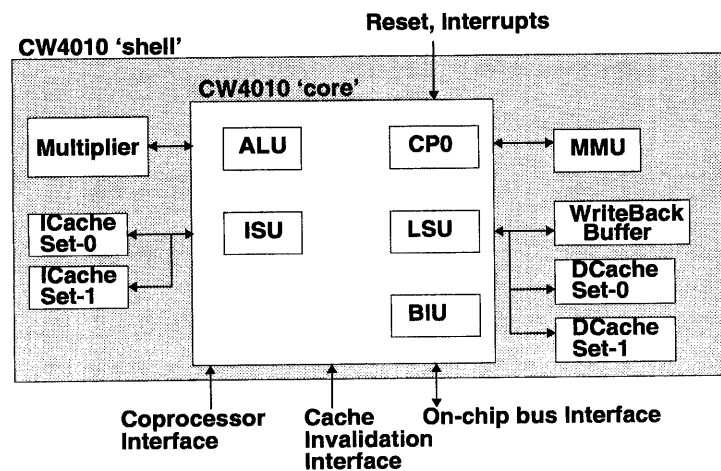 Reset, Interrupts
CW4010 'shell'
CW4010 'core'
Multiplier
ALU
CP0
MMU
ICache
Set-0
ISU
LSU
WriteBack
Buffer
ICache
Set-1
DCache
Set-0
BIU
DCache
Set-1
Coprocessor
Interface
Cache
Invalidation
Interface
On-chip bus Interface